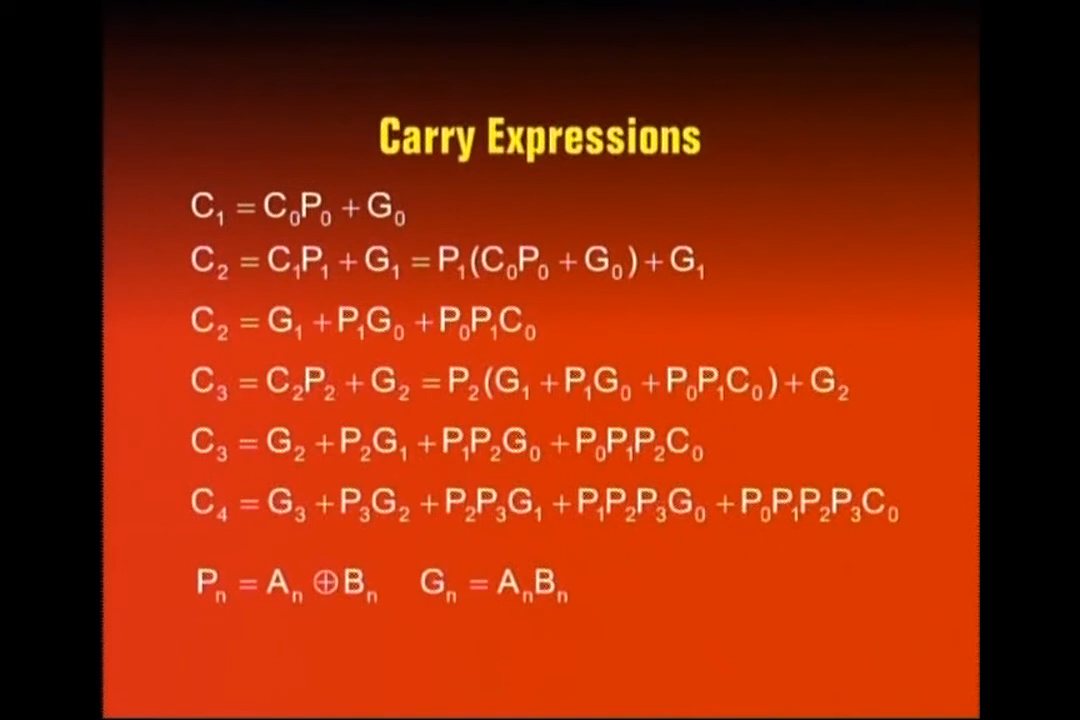 Carry Expressions
C₁ = C₀P₀ + G₀
C₂ = C₁P₁ + G₁ = P₁(C₀P₀ + G₀) + G₁
C₂ = G₁ + P₁G₀ + P₀P₁C₀
C₃ = C₂P₂ + G₂ = P₂(G₁ + P₁G₀ + P₀P₁C₀) + G₂
C₃ = G₂ + P₂G₁ + P₁P₂G₀ + P₀P₁P₂C₀
C₄ = G₃ + P₃G₂ + P₂P₃G₁ + P₁P₂P₃G₀ + P₀P₁P₂P₃C₀
Pₙ = Aₙ ⊕ Bₙ Gₙ = AₙBₙ